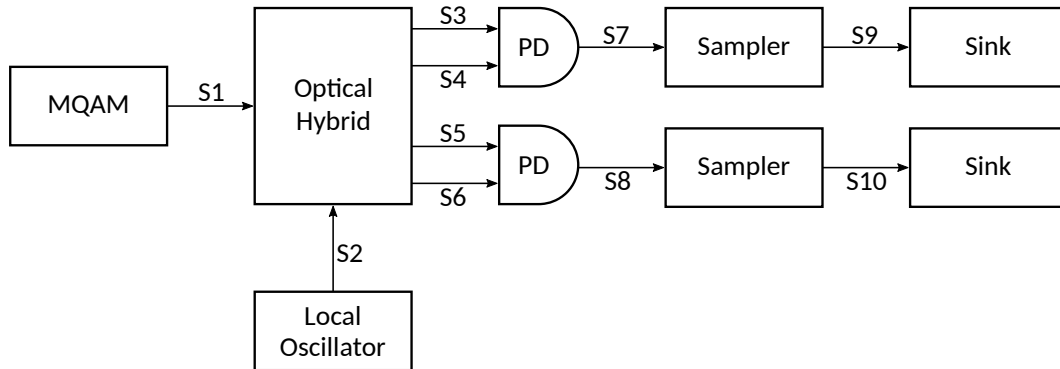 S3
PD
S7
Sampler
S9
Sink
S4
MQAM
S1
Optical
Hybrid
S5
PD
S8
Sampler
S10
Sink
S6
S2
Local
Oscillator